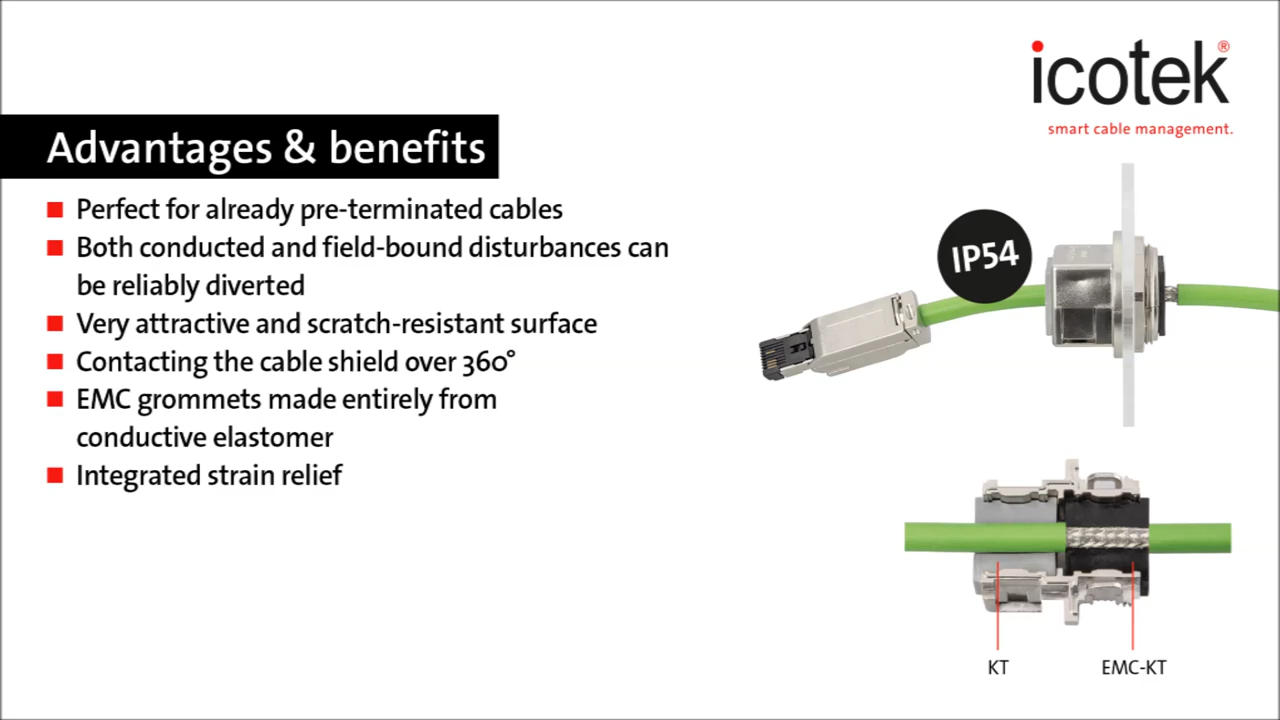 icotek®
smart cable management.
Advantages & benefits
Perfect for already pre-terminated cables
Both conducted and field-bound disturbances can
be reliably diverted
Very attractive and scratch-resistant surface
Contacting the cable shield over 360°
EMC grommets made entirely from
conductive elastomer
Integrated strain relief
IP54
KT
EMC-KT